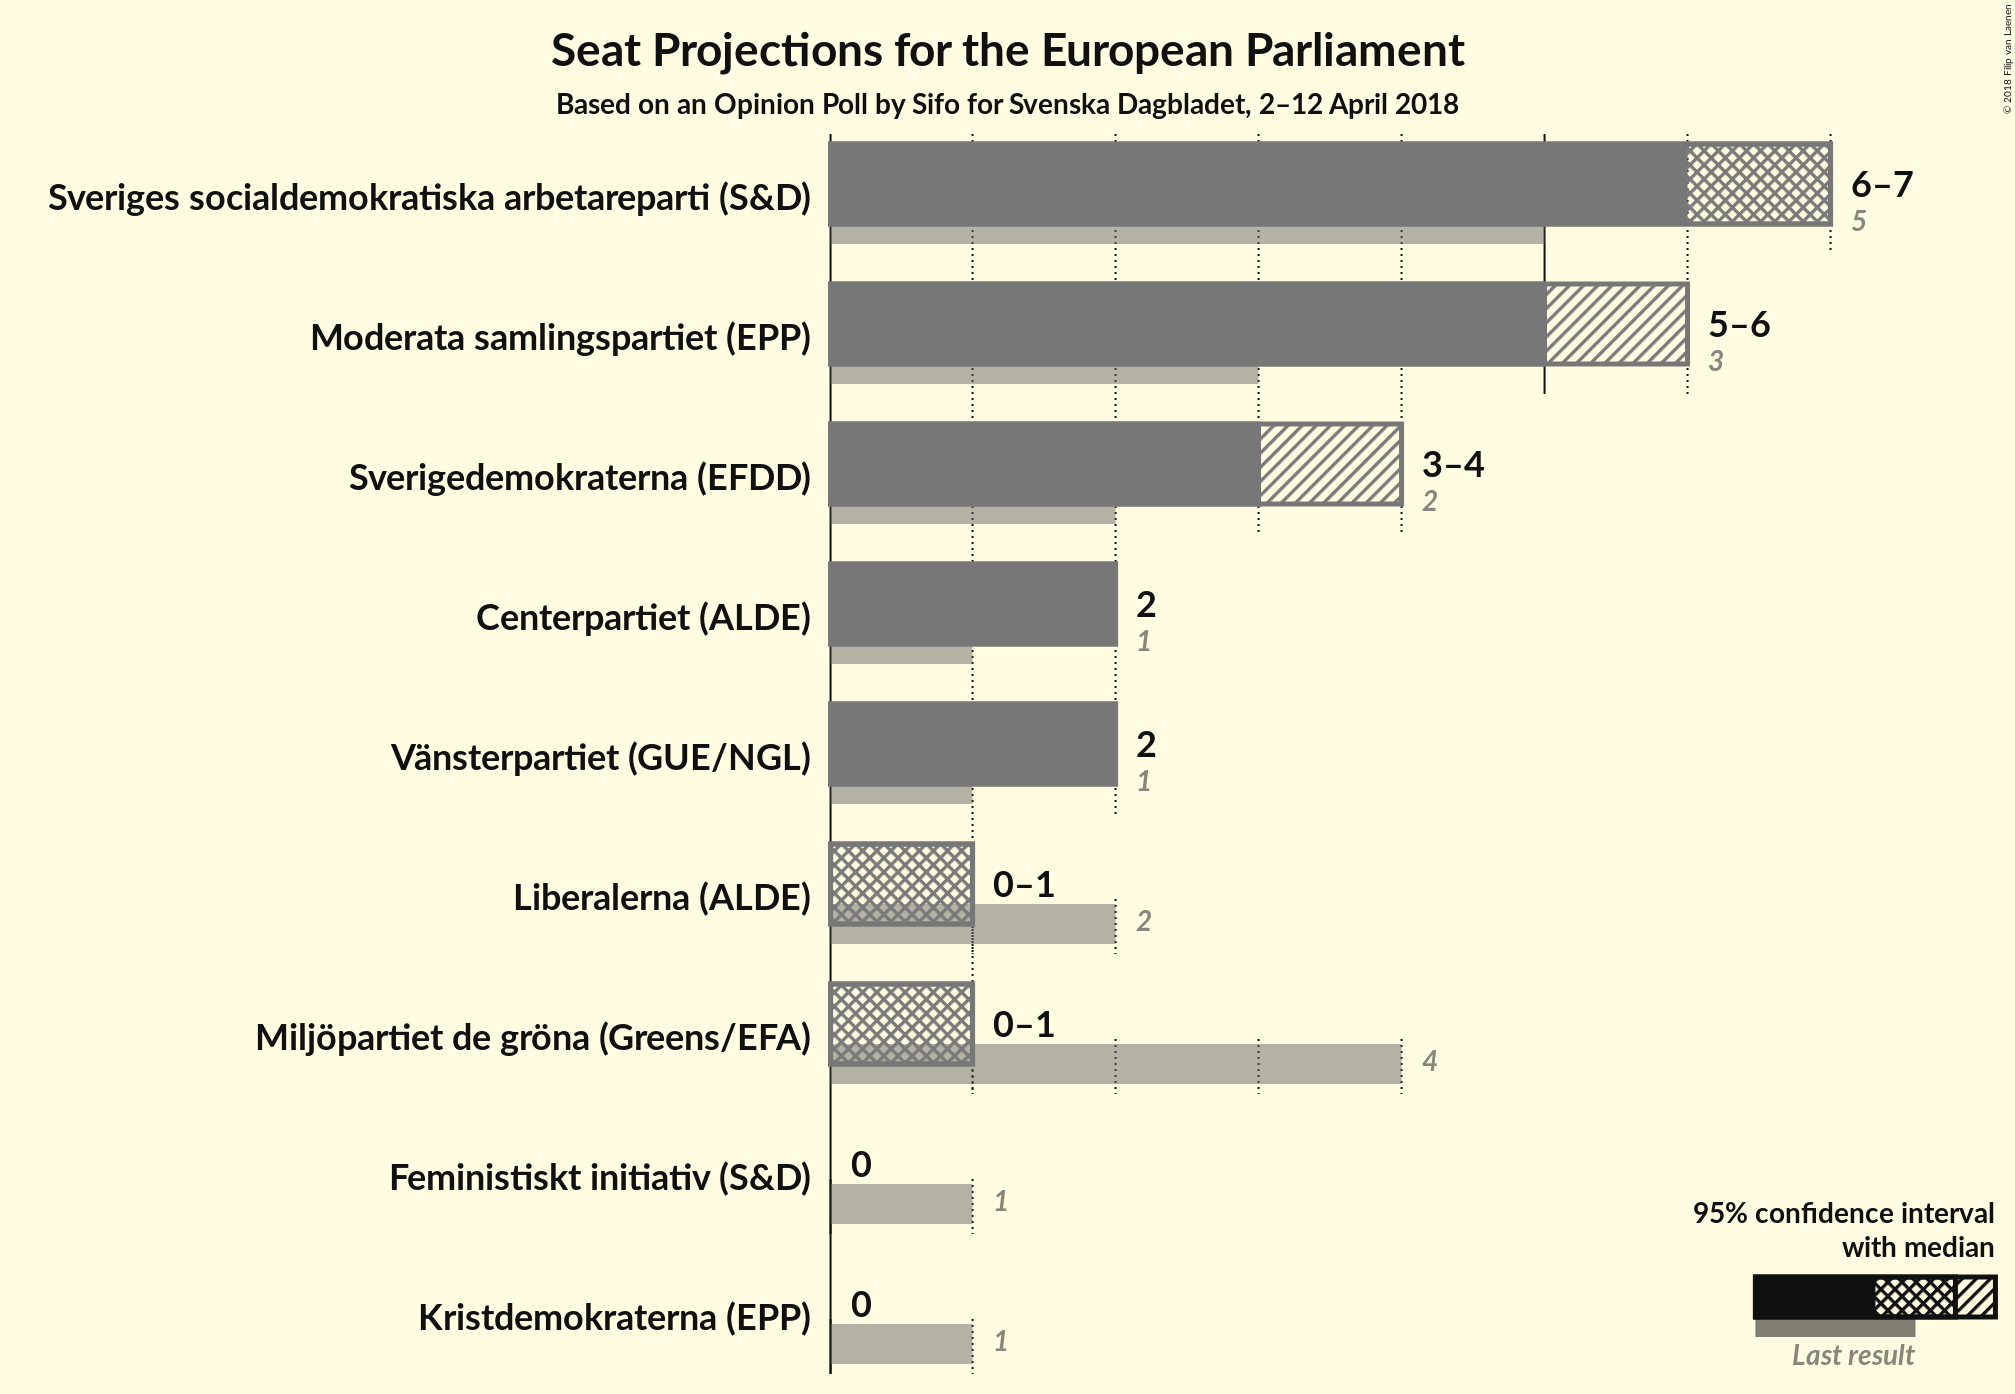 Seat Projections for the European Parliament
Based on an Opinion Poll by Sifo for Svenska Dagbladet, 2–12 April 2018
© 2018 Filip van Laenen
Sveriges socialdemokratiska arbetareparti (S&D)
6–7
5
Moderata samlingspartiet (EPP)
5–6
3
Sverigedemokraterna (EFDD)
3–4
2
Centerpartiet (ALDE)
2
1
Vänsterpartiet (GUE/NGL)
2
1
Liberalerna (ALDE)
0–1
2
Miljöpartiet de gröna (Greens/EFA)
0–1
4
Feministiskt initiativ (S&D)
0
1
Kristdemokraterna (EPP)
0
1
95% confidence interval
with median
Last result